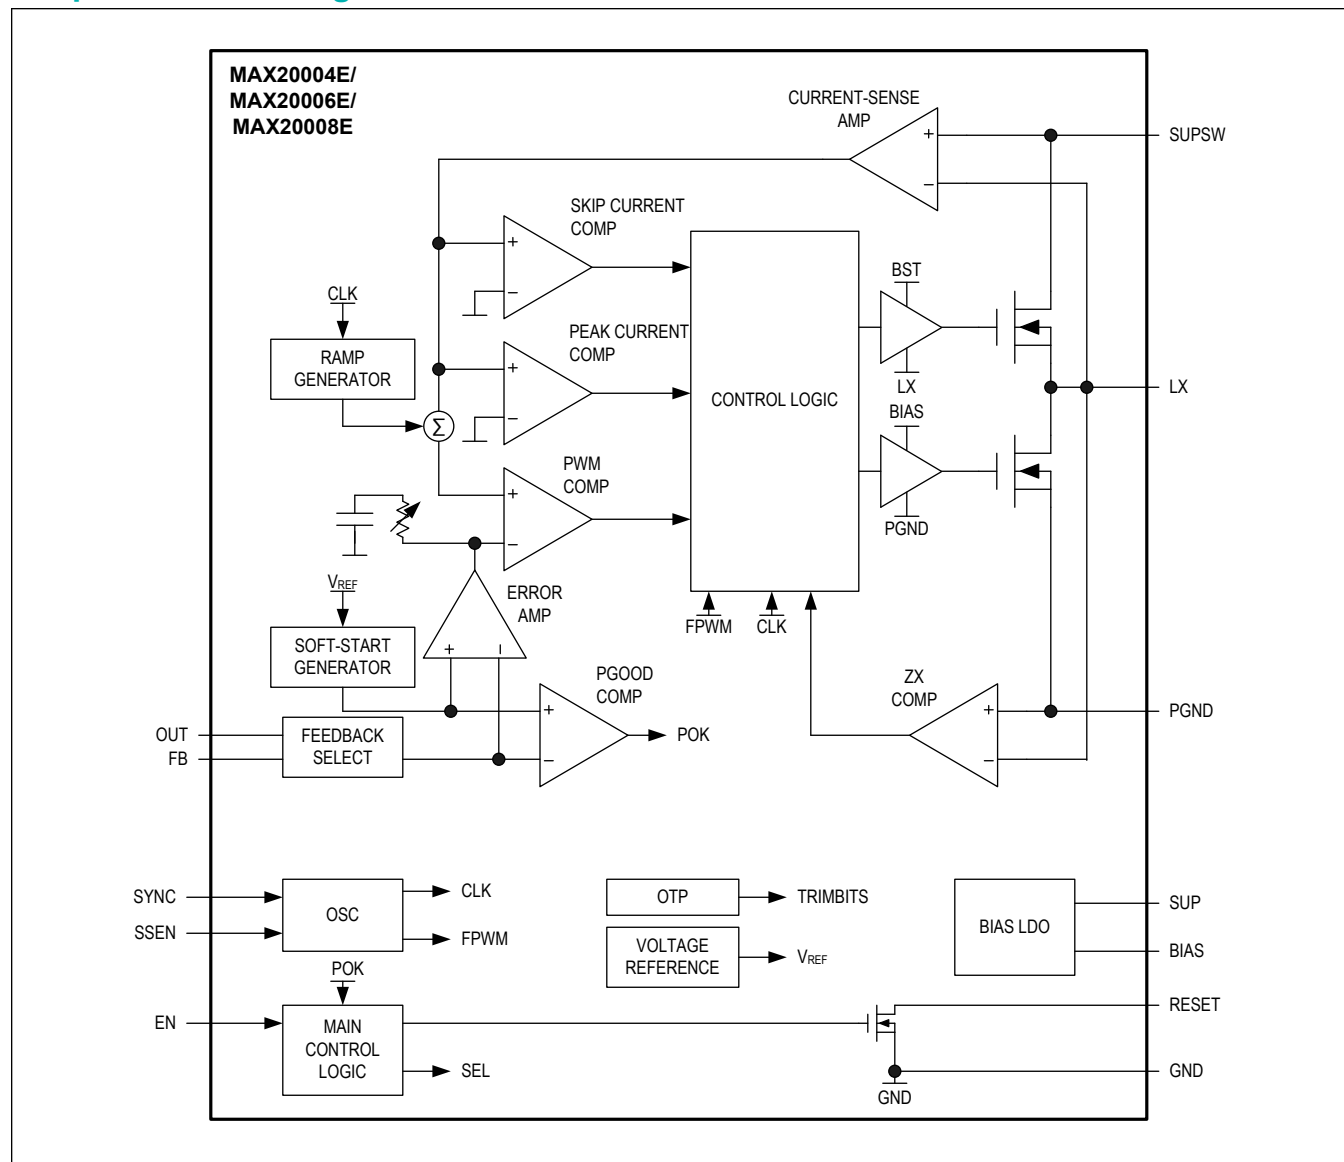 MAX20004E/
MAX20006E/
MAX20008E
CURRENT-SENSE
AMP
+
−
SUPSW
SKIP CURRENT
COMP
+
−
BST
CLK
RAMP
GENERATOR
PEAK CURRENT
COMP
+
−
CONTROL LOGIC
LX
LX
BIAS
Σ
PWM
COMP
+
−
PGND
VREF
ERROR
AMP
+
−
FPWM
CLK
SOFT-START
GENERATOR
PGOOD
COMP
+
−
POK
ZX
COMP
+
−
PGND
OUT
FB
FEEDBACK
SELECT
SYNC
SSEN
OSC
CLK
FPWM
OTP
TRIMBITS
VOLTAGE
REFERENCE
VREF
BIAS LDO
SUP
BIAS
POK
EN
MAIN
CONTROL
LOGIC
SEL
RESET
GND
GND